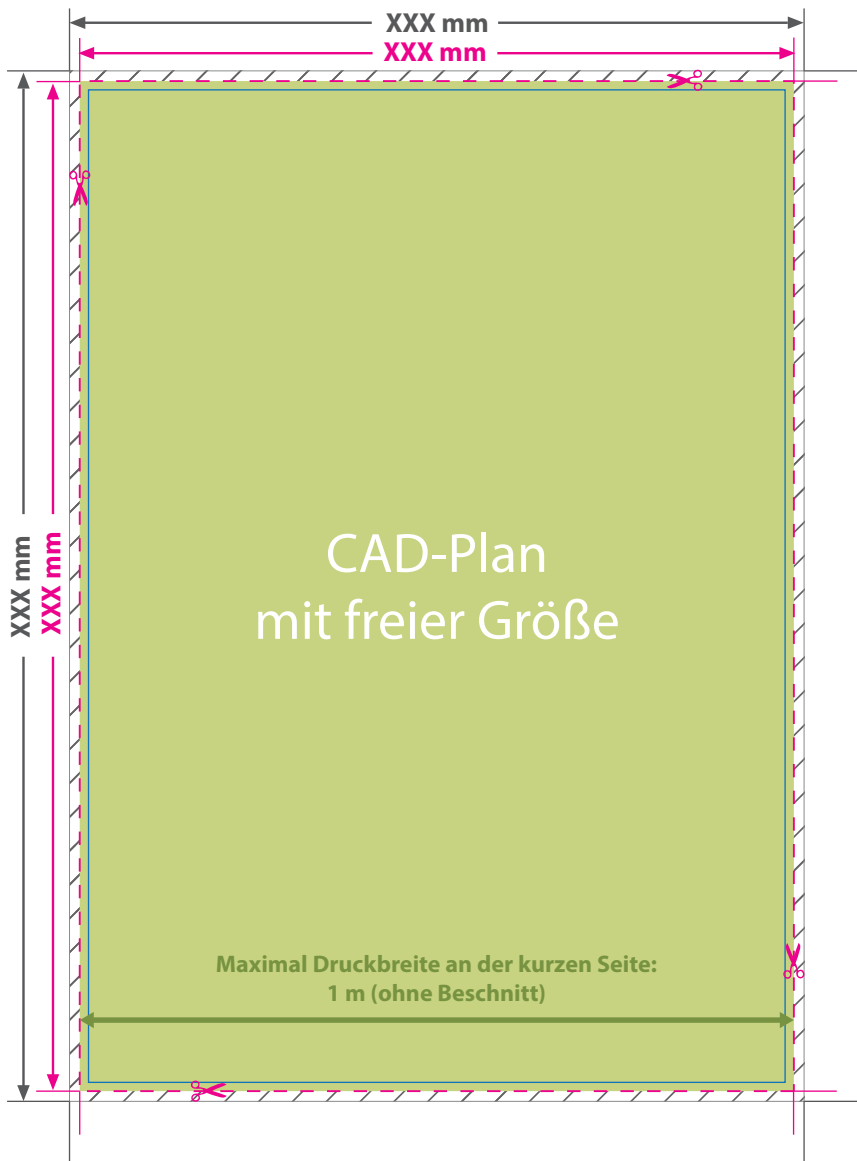 XXX mm
XXX mm
XXX mm
XXX mm
CAD-Plan
mit freier Größe
Maximal Druckbreite an der kurzen Seite:
1 m (ohne Beschnitt)